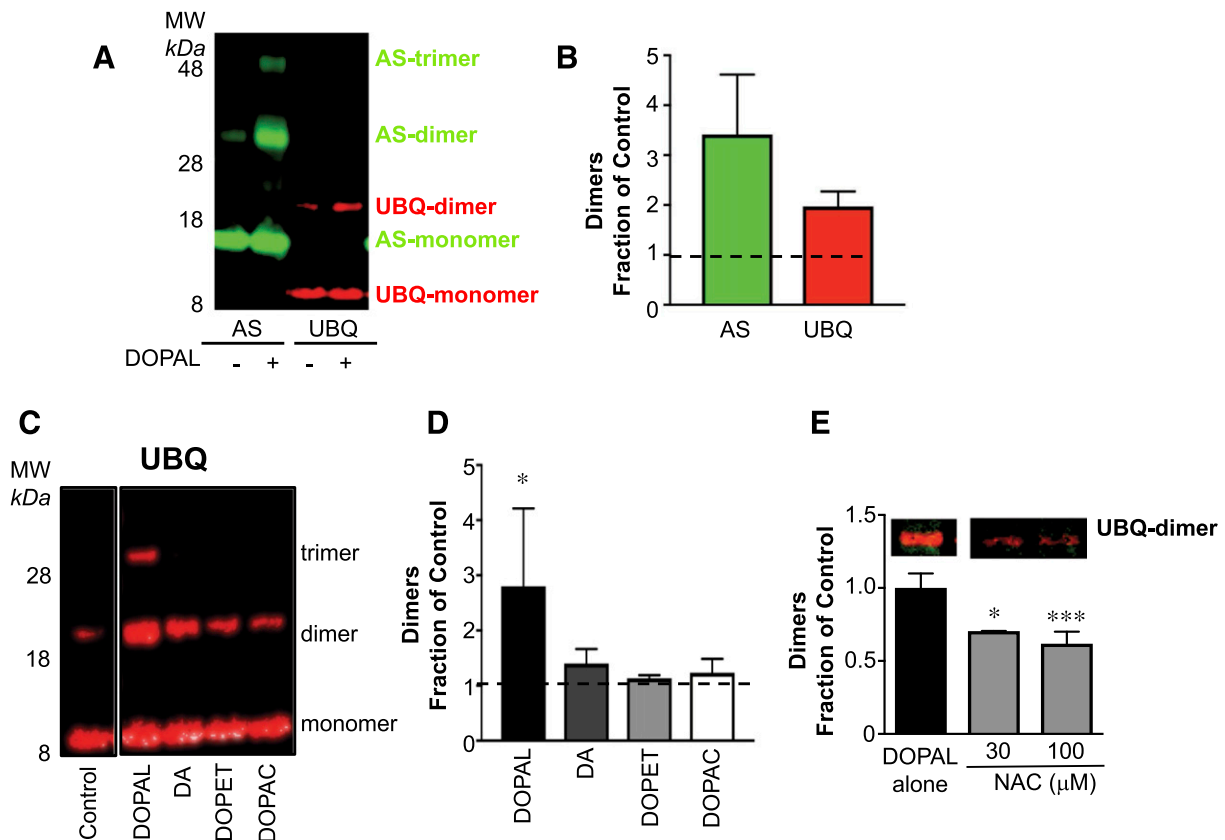 A
MW
kDa
48
28
18
8
AS-trimer
AS-dimer
UBQ-dimer
AS-monomer
UBQ-monomer
AS UBQ
DOPAL - + - +
B
Dimers
Fraction of Control
5
4
3
2
1
0
AS UBQ
C
UBQ
MW
kDa
28
18
8
trimer
dimer
monomer
Control DOPAL DA DOPET DOPAC
D
Dimers
Fraction of Control
5
4
3
2
1
0
*
DOPAL DA DOPET DOPAC
E
Dimers
Fraction of Control
1.5
1.0
0.5
0
UBQ-dimer
* ***
DOPAL
alone
30 100
NAC (μM)